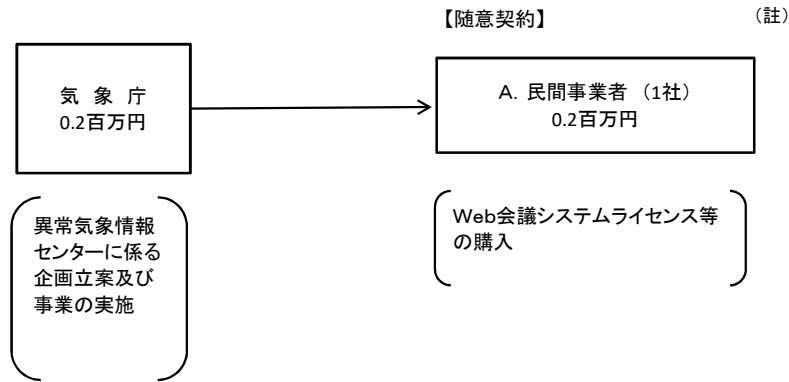 【随意契約】
（註）
気 象 庁
0.2百万円
A. 民間事業者 （1社）
0.2百万円
異常気象情報
センターに係る
企画立案及び
事業の実施
Web会議システムライセンス等
の購入